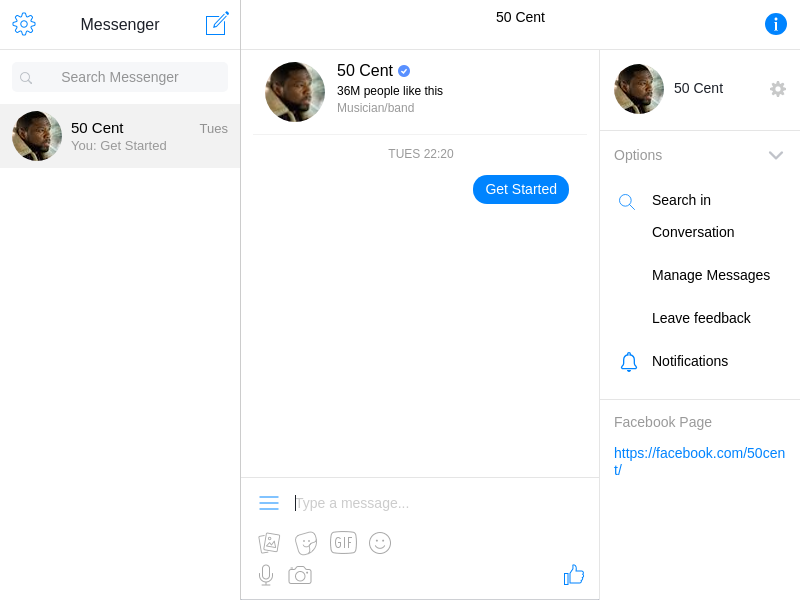 Messenger
Search Messenger
50 Cent
Tues
You: Get Started
50 Cent
50 Cent
36M people like this
Musician/band
TUES 22:20
Get Started
Type a message...
GIF
50 Cent
Options
Search in
Conversation
Manage Messages
Leave feedback
Notifications
Facebook Page
https://facebook.com/50cen
t/